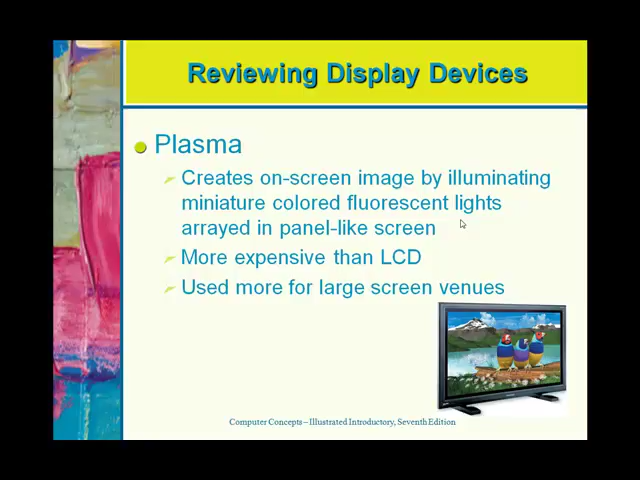 Reviewing Display Devices
Plasma
Creates on-screen image by illuminating
miniature colored fluorescent lights
arrayed in panel-like screen
More expensive than LCD
Used more for large screen venues
Computer Concepts – Illustrated Introductory, Seventh Edition